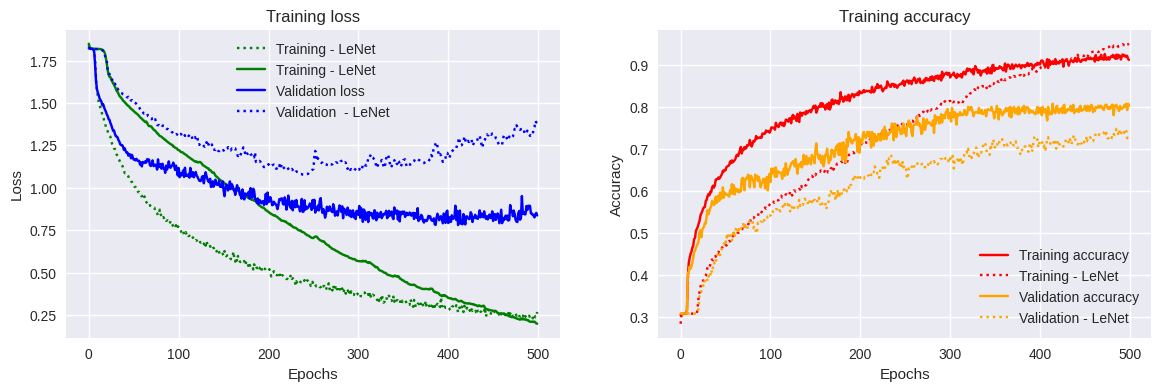 Training loss
Loss
1.75
1.50
1.25
1.00
0.75
0.50
0.25
Training - LeNet
Training - LeNet
Validation loss
Validation  - LeNet
0
100
200
300
400
500
Epochs
Training accuracy
Accuracy
0.9
0.8
0.7
0.6
0.5
0.4
0.3
Training accuracy
Training - LeNet
Validation accuracy
Validation - LeNet
0
100
200
300
400
500
Epochs